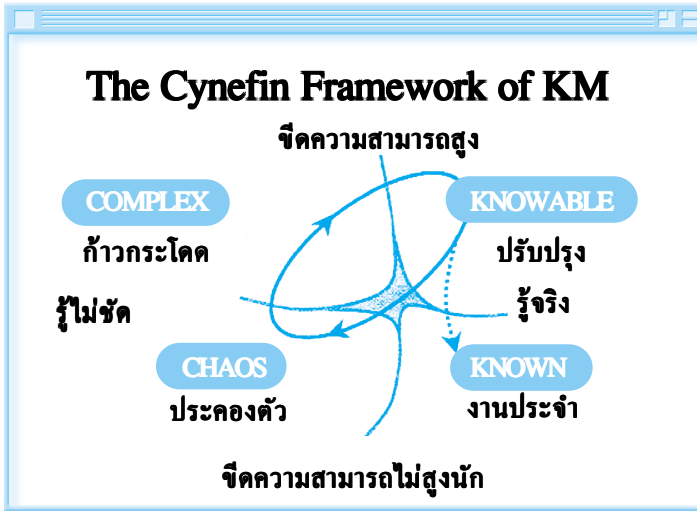 The Cynefin Framework of KM
ขีดความสามารถสูง
COMPLEX
KNOWABLE
ก้าวกระโดด
ปรับปรุง
รู้ไม่ชัด
รู้จริง
CHAOS
KNOWN
ประคองตัว
งานประจำ
ขีดความสามารถไม่สูงนัก